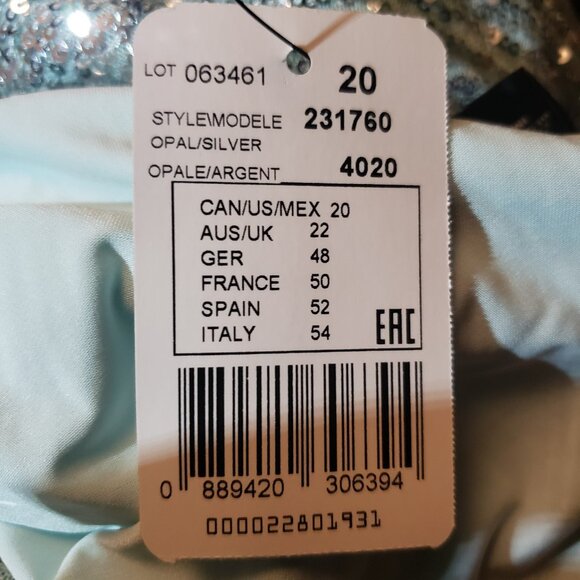 LOT 063461 20
STYLE\MODELE 231760
OPAL/SILVER
OPALE/ARGENT 4020
CAN/US/MEX 20
AUS/UK 22
GER 48
FRANCE 50
SPAIN 52
ITALY 54
EAC
0 889420 306394
000022801931